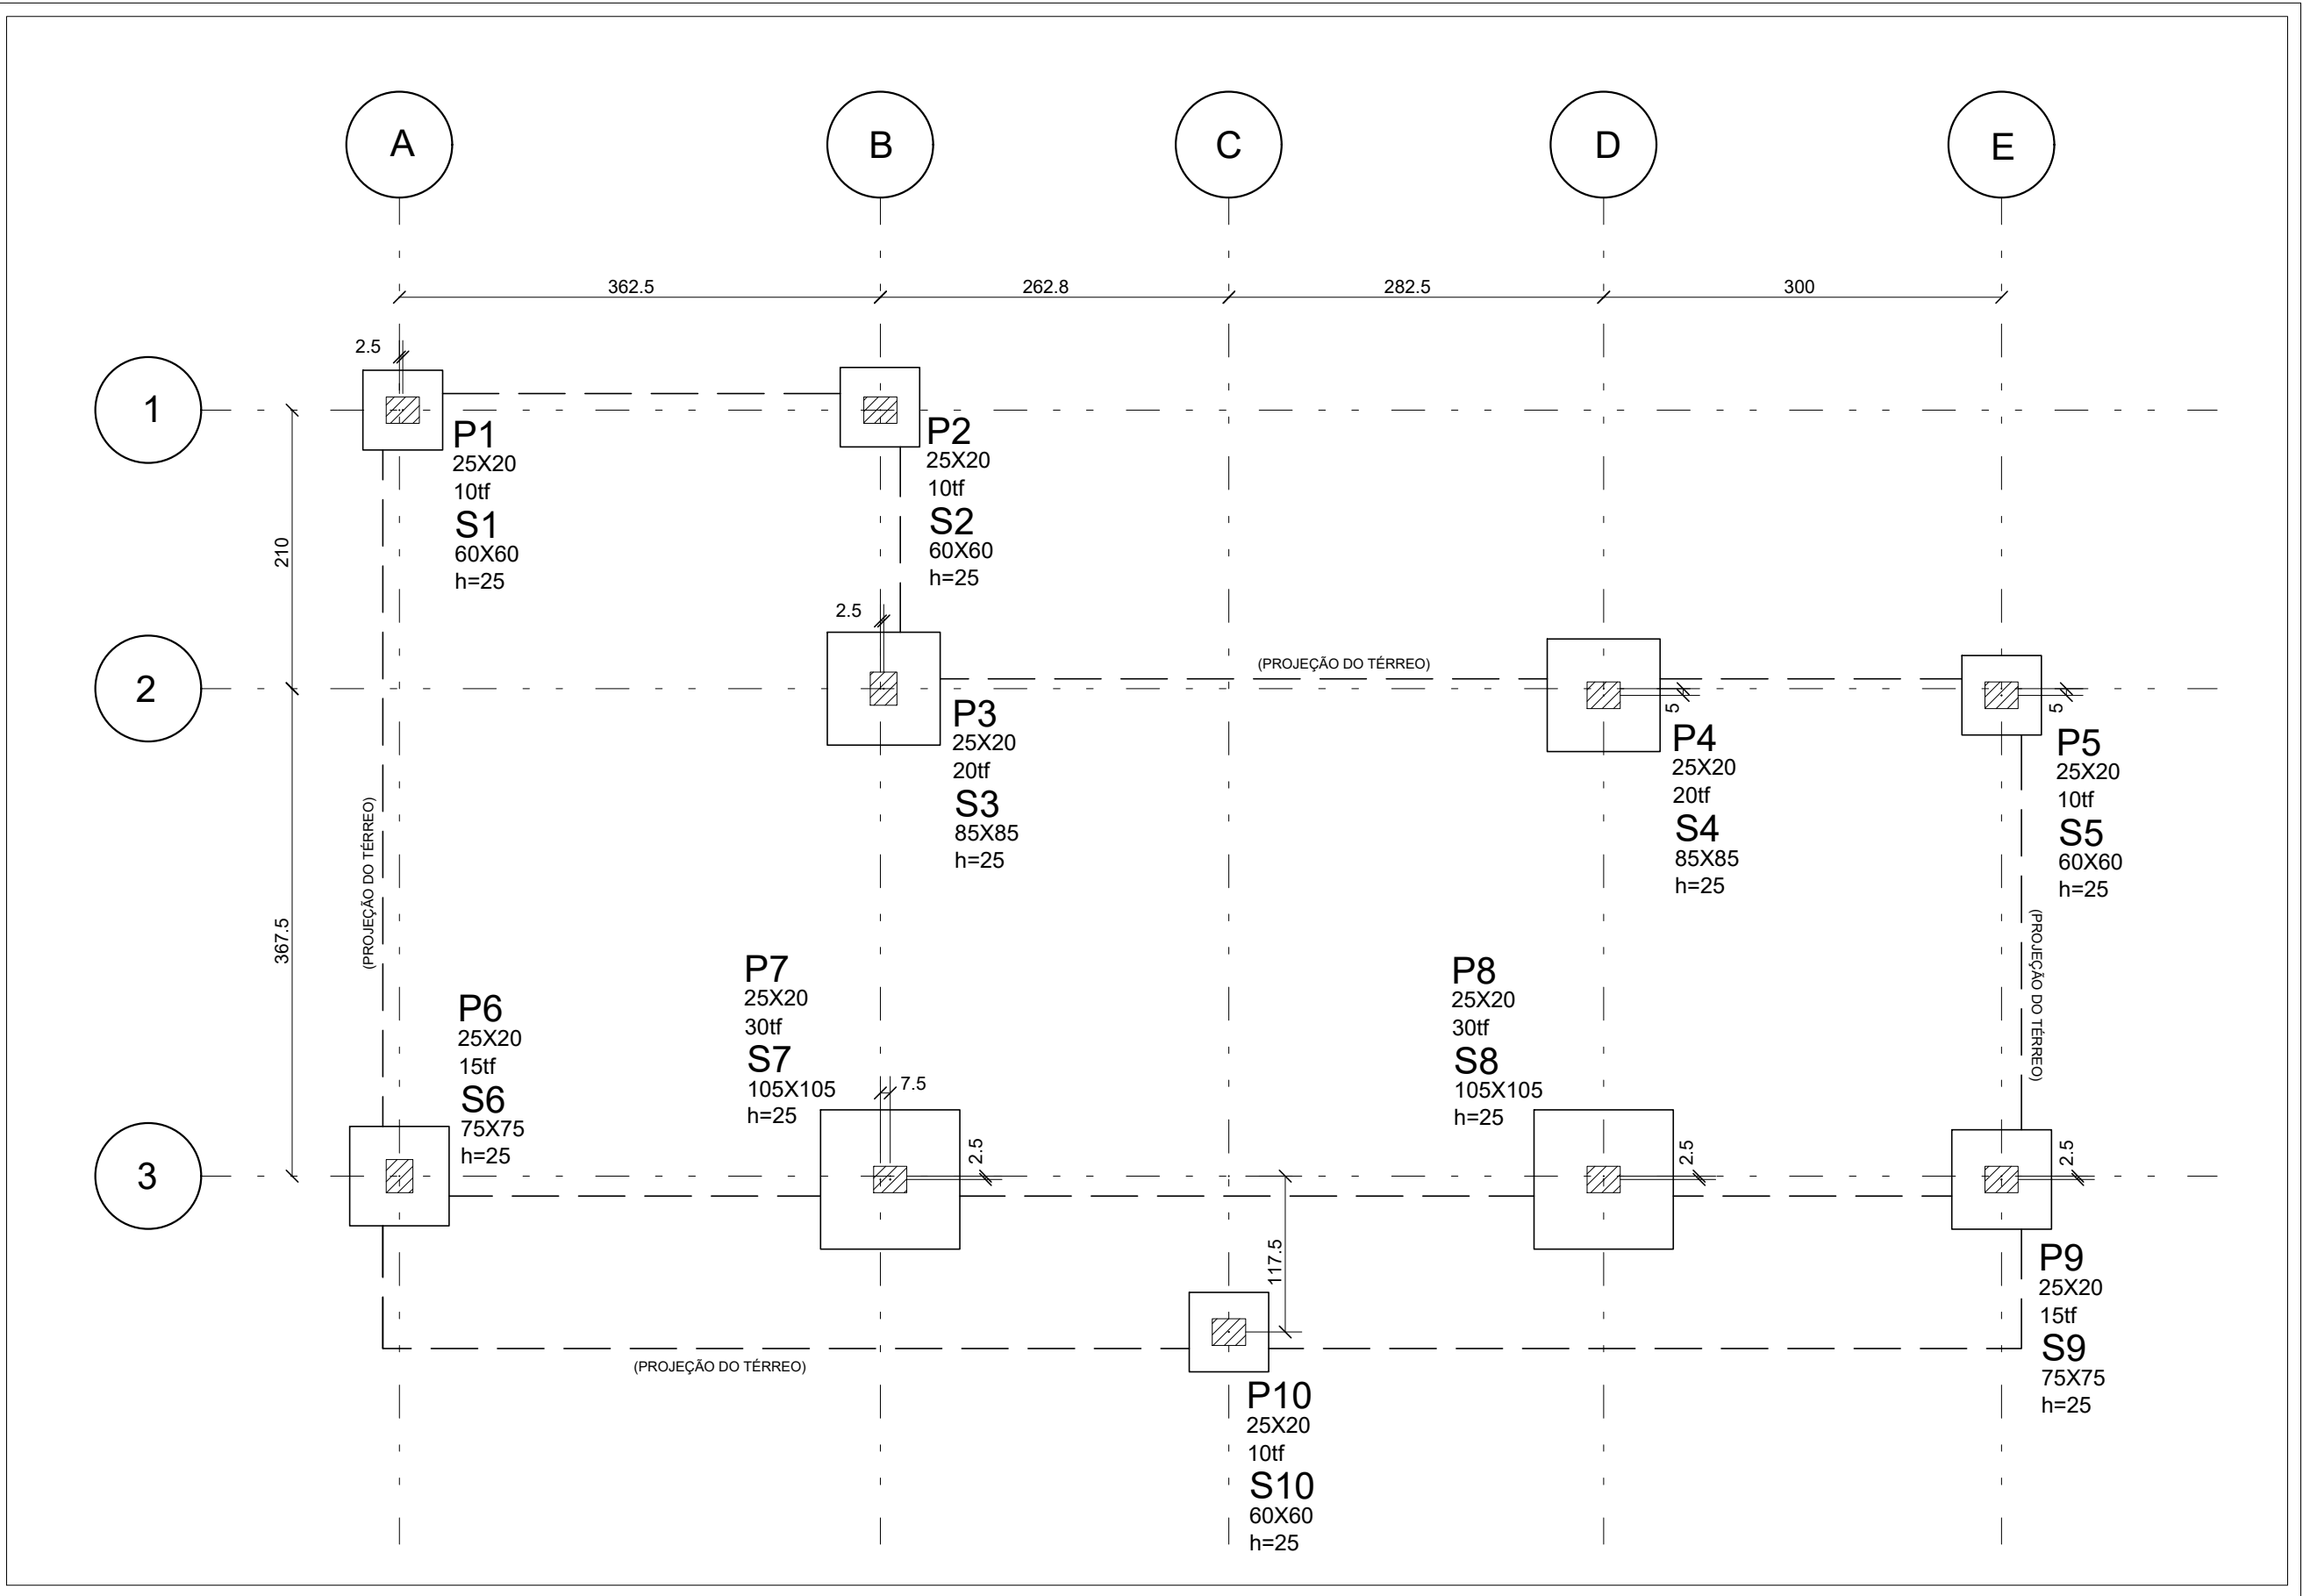 A
B
C
D
E
362.5
262.8
282.5
300
2.5
1
P1
25X20
10tf
S1
60X60
h=25
P2
25X20
10tf
S2
60X60
h=25
210
2.5
2
(PROJEÇÃO DO TÉRREO)
P3
25X20
20tf
S3
85X85
h=25
5
P4
25X20
20tf
S4
85X85
h=25
5
P5
25X20
10tf
S5
60X60
h=25
367.5
(PROJEÇÃO DO TÉRREO)
(PROJEÇÃO DO TÉRREO)
P6
25X20
15tf
S6
75X75
h=25
P7
25X20
30tf
S7
105X105
h=25
7.5
2.5
P8
25X20
30tf
S8
105X105
h=25
2.5
2.5
3
117.5
P9
25X20
15tf
S9
75X75
h=25
(PROJEÇÃO DO TÉRREO)
P10
25X20
10tf
S10
60X60
h=25